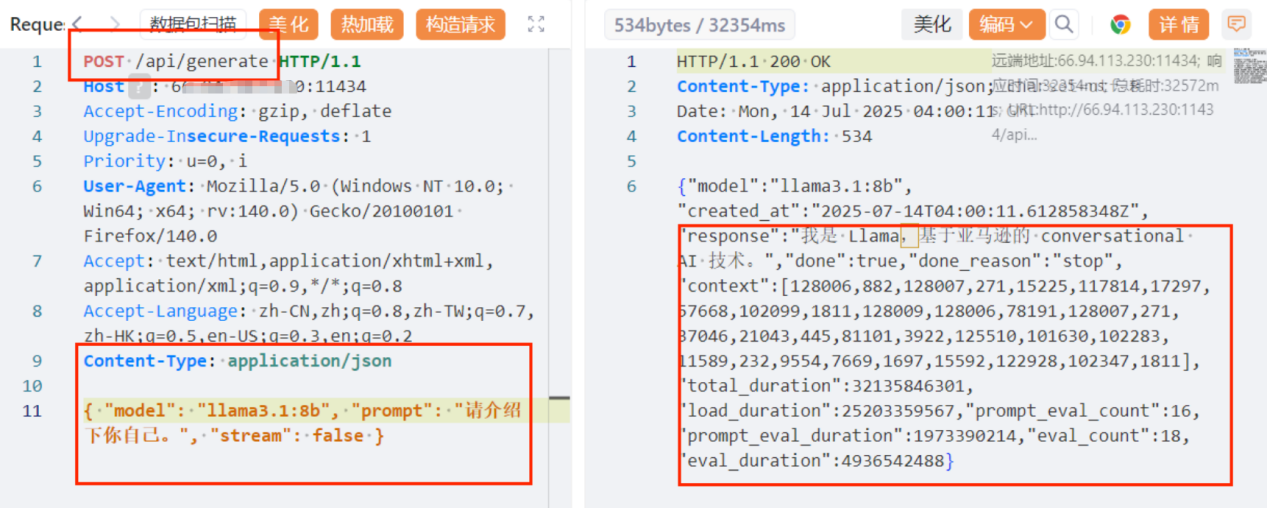 Reque
数据包扫描
美化
热加载
构造请求
1 POST /api/generate HTTP/1.1
2 Host ? : 6 0:11434
3 Accept-Encoding: gzip, deflate
4 Upgrade-Insecure-Requests: 1
5 Priority: u=0, i
6 User-Agent: Mozilla/5.0 (Windows NT 10.0;
Win64; x64; rv:140.0) Gecko/20100101
Firefox/140.0
7 Accept: text/html,application/xhtml+xml,
application/xml;q=0.9,*/*;q=0.8
8 Accept-Language: zh-CN,zh;q=0.8,zh-TW;q=0.7,
zh-HK;q=0.5,en-US;q=0.3,en;q=0.2
9 Content-Type: application/json
10
11 { "model": "llama3.1:8b", "prompt": "请介绍
下你自己。", "stream": false }
534bytes / 32354ms
美化
编码
详情
1 HTTP/1.1 200 OK
远端地址:66.94.113.230:11434; 响
2 Content-Type: application/json;
应时间:32354ms; 总耗时:32572m
3 Date: Mon, 14 Jul 2025 04:00:11
s; URL:http://66.94.113.230:1143
4 Content-Length: 534
4/api...
5
6 {"model":"llama3.1:8b",
"created_at":"2025-07-14T04:00:11.612858348Z",
"response":"我是 Llama，基于亚马逊的 conversational
AI 技术。","done":true,"done_reason":"stop",
"context":[128006,882,128007,271,15225,117814,17297,
57668,102099,1811,128009,128006,78191,128007,271,
37046,21043,445,81101,3922,125510,101630,102283,
11589,232,9554,7669,1697,15592,122928,102347,1811],
"total_duration":32135846301,
"load_duration":25203359567,"prompt_eval_count":16,
"prompt_eval_duration":1973390214,"eval_count":18,
"eval_duration":4936542488}